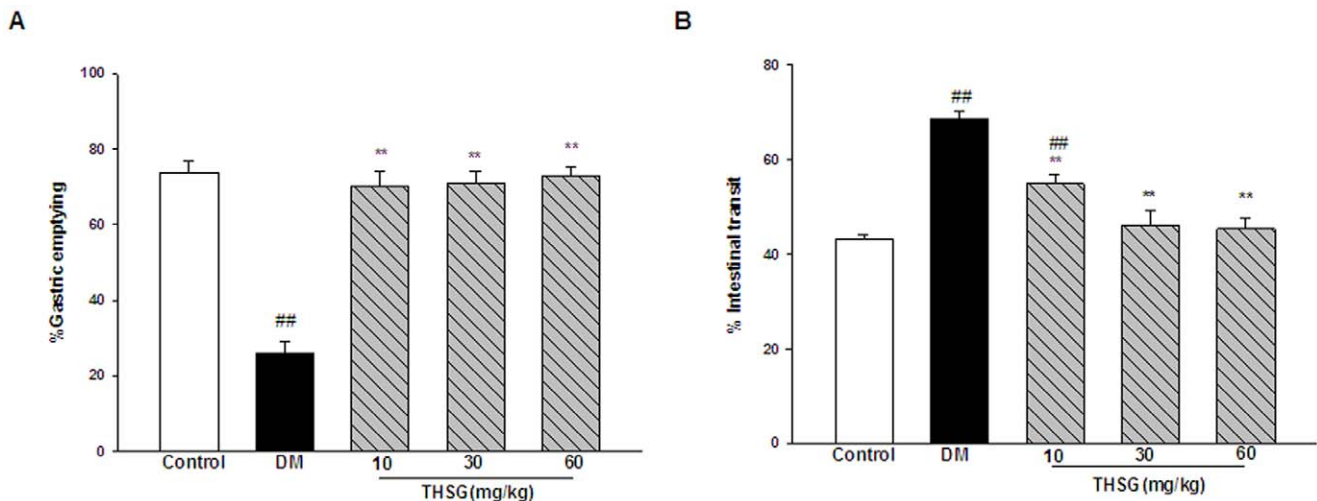 A
%Gastric emptying
100
80
60
40
20
0
##
**
**
**
Control
DM
10
30
60
THSG(mg/kg)
B
% Intestinal transit
80
60
40
20
0
##
##
**
**
**
Control
DM
10
30
60
THSG(mg/kg)